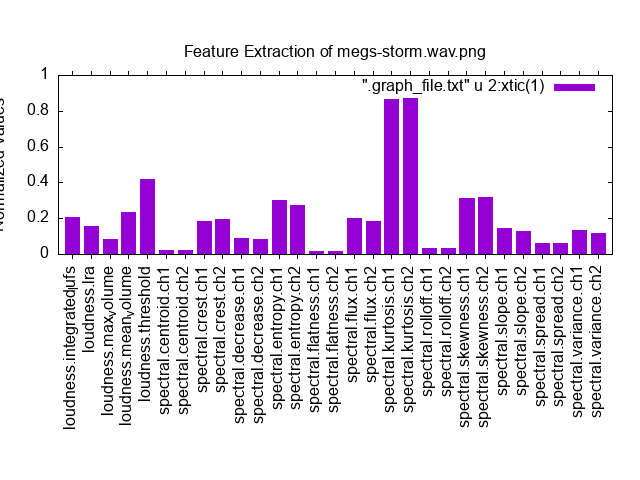 Feature Extraction of megs-storm.wav.png
".graph_file.txt" u 2:xtic(1)
Normalized Values
1
0.8
0.6
0.4
0.2
0
loudness.integratedlufs
loudness.lra
loudness.maxvolume
loudness.meanvolume
loudness.threshold
spectral.centroid.ch1
spectral.centroid.ch2
spectral.crest.ch1
spectral.crest.ch2
spectral.decrease.ch1
spectral.decrease.ch2
spectral.entropy.ch1
spectral.entropy.ch2
spectral.flatness.ch1
spectral.flatness.ch2
spectral.flux.ch1
spectral.flux.ch2
spectral.kurtosis.ch1
spectral.kurtosis.ch2
spectral.rolloff.ch1
spectral.rolloff.ch2
spectral.skewness.ch1
spectral.skewness.ch2
spectral.slope.ch1
spectral.slope.ch2
spectral.spread.ch1
spectral.spread.ch2
spectral.variance.ch1
spectral.variance.ch2